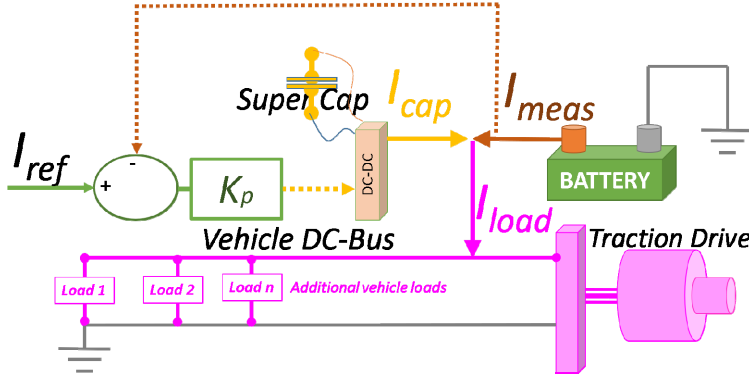 Super Cap
I_cap
I_meas
I_ref
+
-
K_p
DC-DC
BATTERY
I_load
Vehicle DC-Bus
Traction Drive
Load 1
Load 2
Load n
Additional vehicle loads